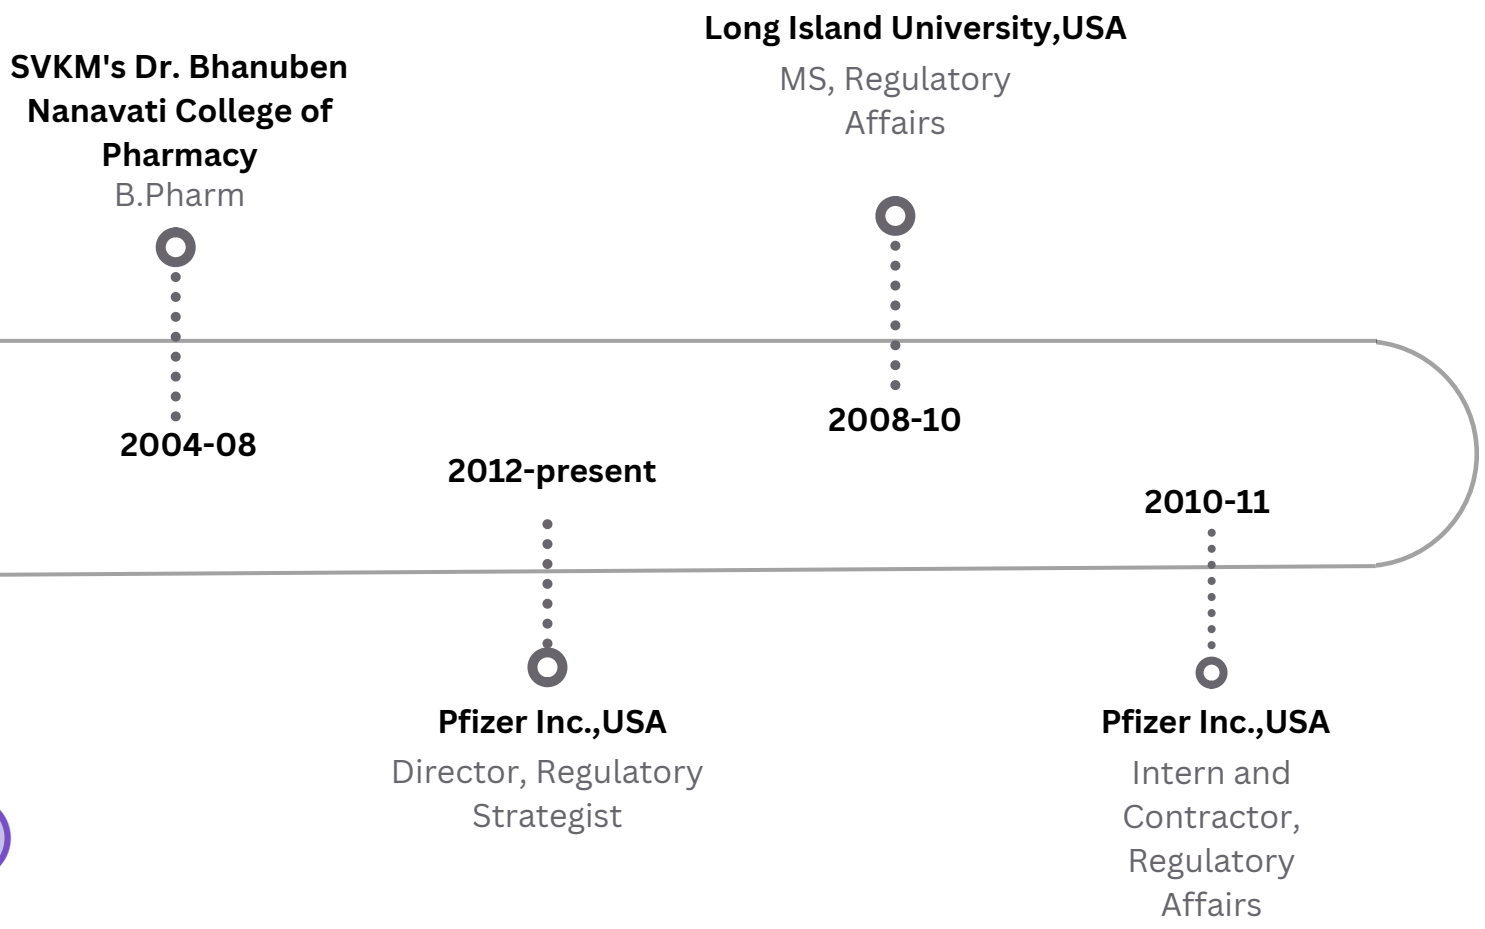 SVKM's Dr. Bhanuben
Nanavati College of
Pharmacy
B.Pharm
2004-08
Long Island University,USA
MS, Regulatory
Affairs
2008-10
2010-11
Pfizer Inc.,USA
Intern and
Contractor,
Regulatory
Affairs
2012-present
Pfizer Inc.,USA
Director, Regulatory
Strategist